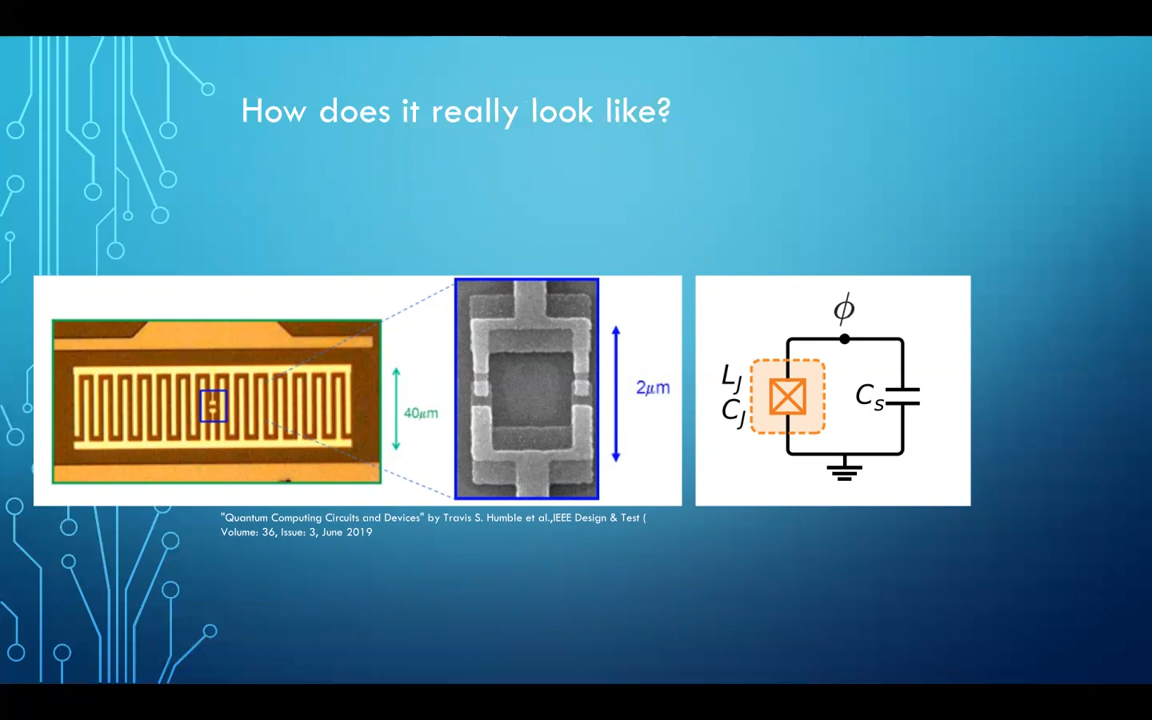 How does it really look like?
40μm
2μm
ϕ
L_J
C_J
C_s
"Quantum Computing Circuits and Devices" by Travis S. Humble et al.,IEEE Design & Test (
Volume: 36, Issue: 3, June 2019